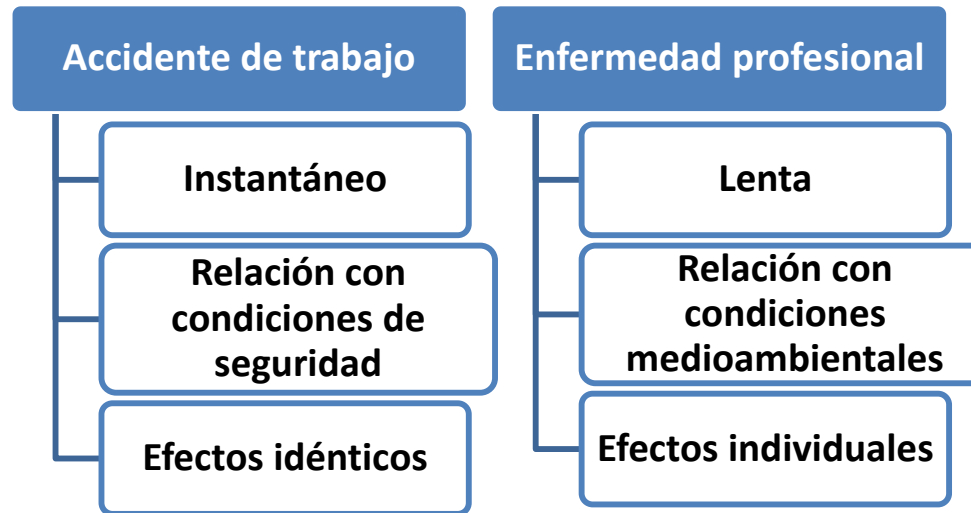 Accidente de trabajo
Instantáneo
Relación con
condiciones de
seguridad
Efectos idénticos
Enfermedad profesional
Lenta
Relación con
condiciones
medioambientales
Efectos individuales